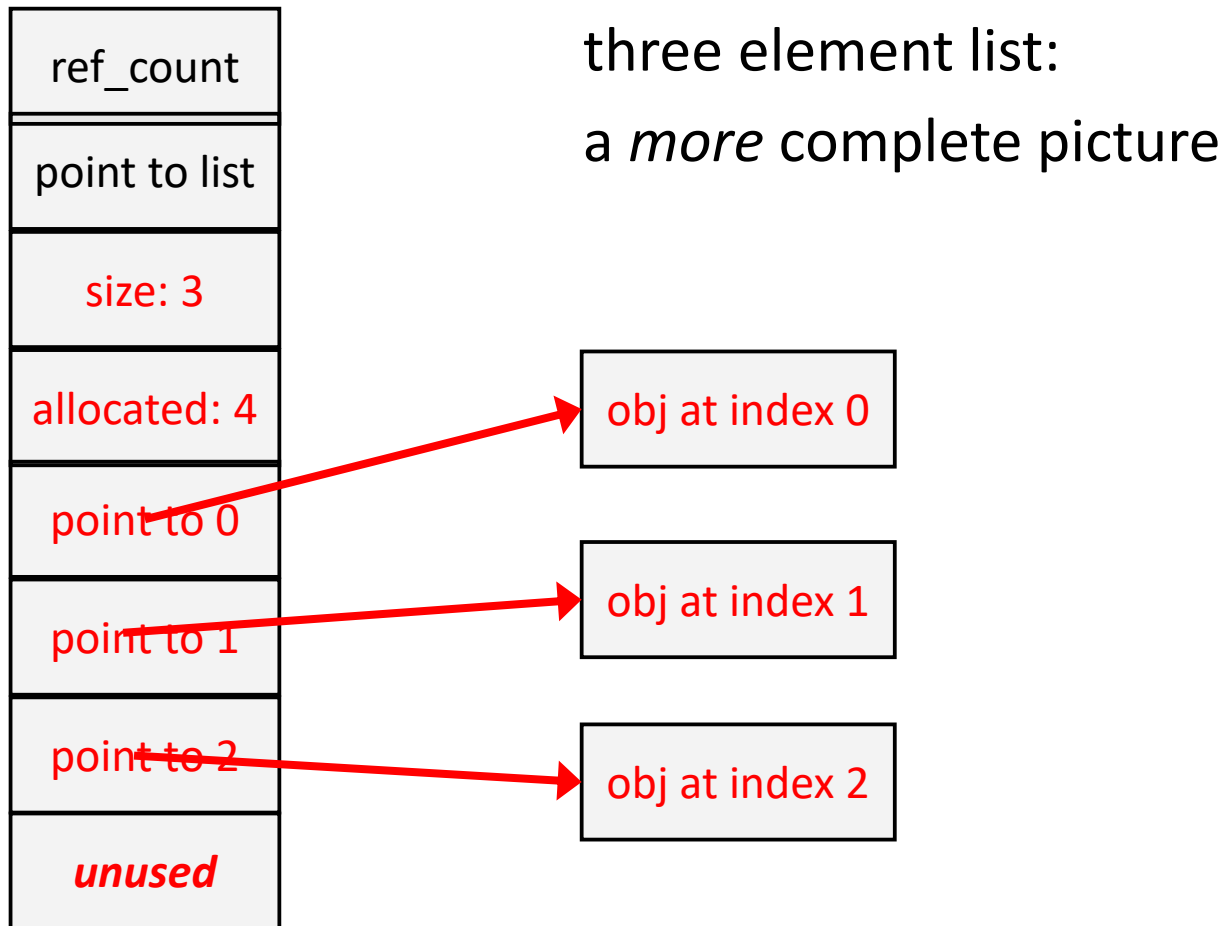 three element list:
a more complete picture
ref_count
point to list
size: 3
allocated: 4
point to 0
point to 1
point to 2
unused
obj at index 0
obj at index 1
obj at index 2